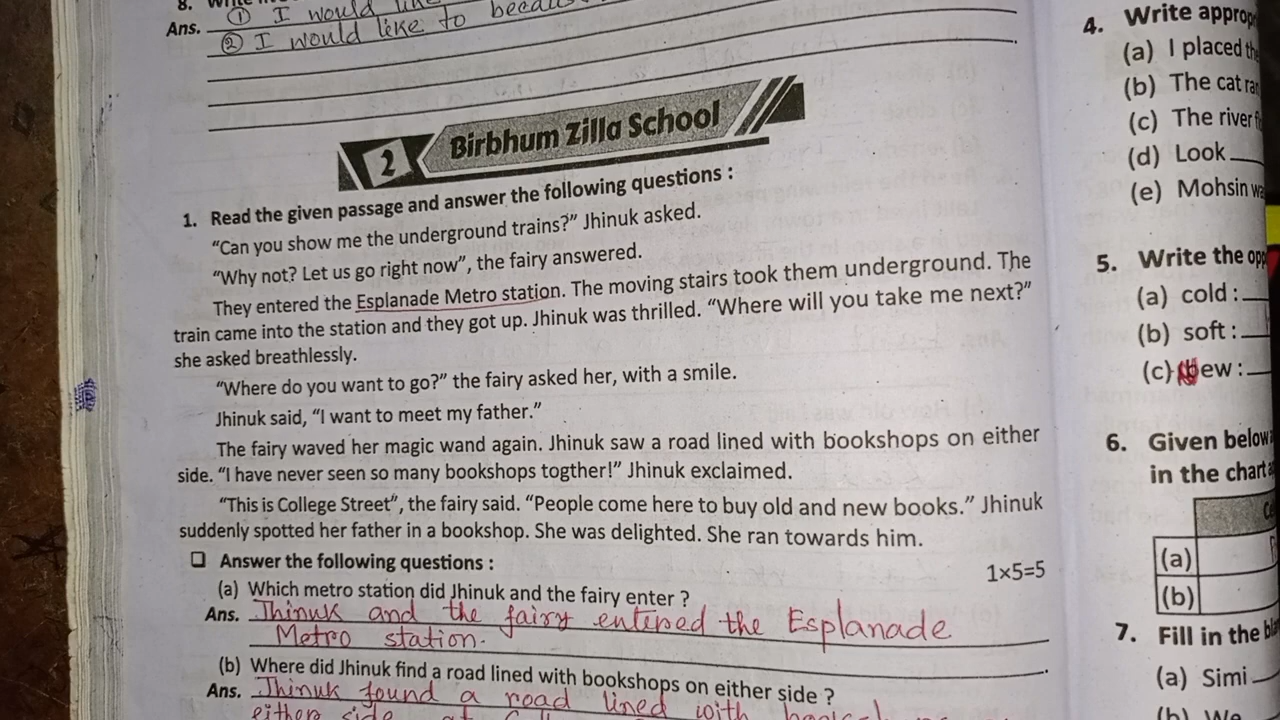 8.
Ans. ① I would
② I would like to
2 Birbhum Zilla School
1. Read the given passage and answer the following questions :
“Can you show me the underground trains?” Jhinuk asked.
“Why not? Let us go right now”, the fairy answered.
They entered the Esplanade Metro station. The moving stairs took them underground. The
train came into the station and they got up. Jhinuk was thrilled. “Where will you take me next?”
she asked breathlessly.
“Where do you want to go?” the fairy asked her, with a smile.
Jhinuk said, “I want to meet my father.”
The fairy waved her magic wand again. Jhinuk saw a road lined with bookshops on either
side. “I have never seen so many bookshops togther!” Jhinuk exclaimed.
“This is College Street”, the fairy said. “People come here to buy old and new books.” Jhinuk
suddenly spotted her father in a bookshop. She was delighted. She ran towards him.
❑ Answer the following questions : 1×5=5
(a) Which metro station did Jhinuk and the fairy enter ?
Ans. Jhinuk and the fairy entered the Esplanade
Metro station.
(b) Where did Jhinuk find a road lined with bookshops on either side ?
Ans. Jhinuk found a road lined with
either side at
4. Write
(a) I placed
(b) The cat
(c) The river
(d) Look
(e) Mohsin
5. Write the
(a) cold :
(b) soft :
(c) ew :
6. Given below
in the chart
(a)
(b)
7. Fill in the
(a) Simi
(b) We